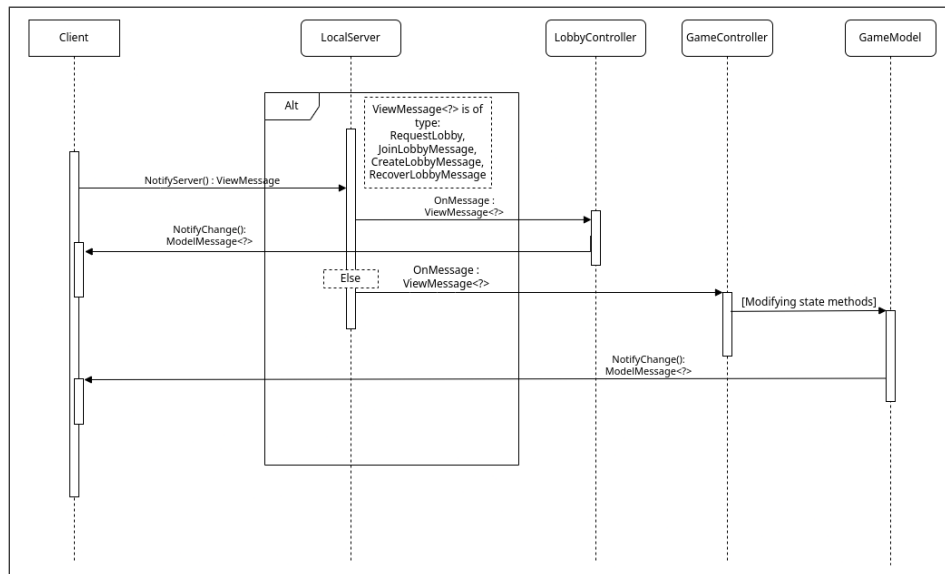 Client
LocalServer
LobbyController
GameController
GameModel
Alt
ViewMessage<?> is of
type:
RequestLobby,
JoinLobbyMessage,
CreateLobbyMessage,
RecoverLobbyMessage
NotifyServer() : ViewMessage
OnMessage :
ViewMessage<?>
NotifyChange():
ModelMessage<?>
Else
OnMessage :
ViewMessage<?>
[Modifying state methods]
NotifyChange():
ModelMessage<?>